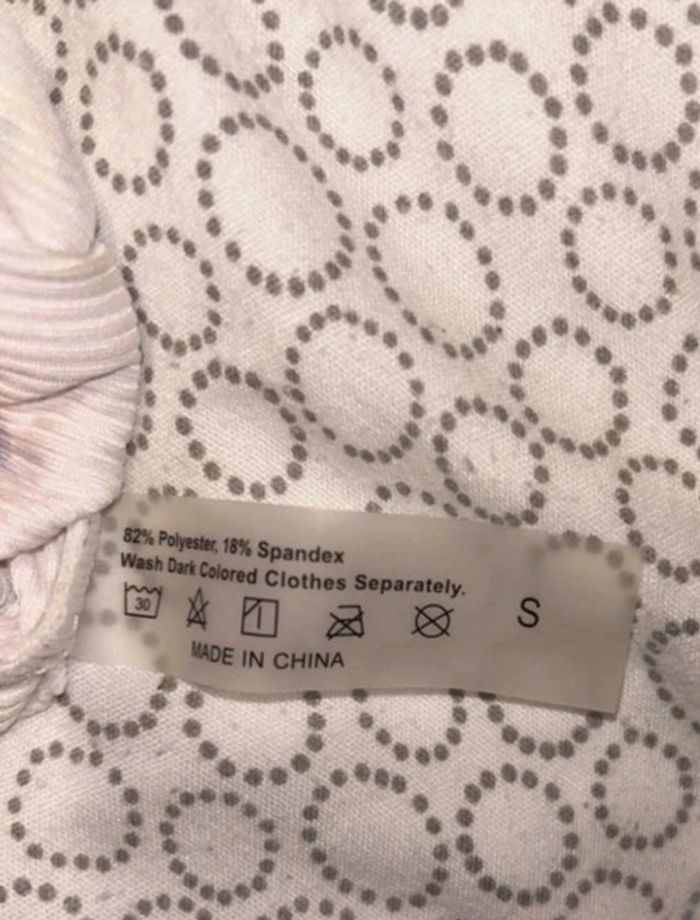 82% Polyester, 18% Spandex
Wash Dark Colored Clothes Separately.
30
S
MADE IN CHINA